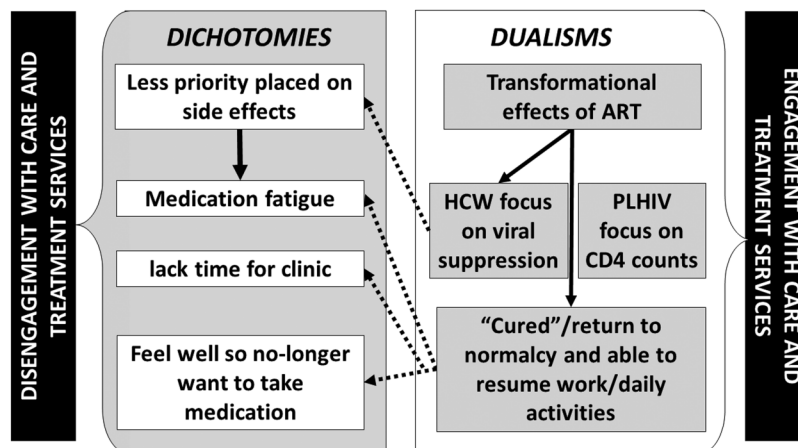 DISENGAGEMENT WITH CARE AND
TREATMENT SERVICES
DICHOTOMIES
Less priority placed on
side effects
Medication fatigue
lack time for clinic
Feel well so no-longer
want to take
medication
DUALISMS
Transformational
effects of ART
HCW focus
on viral
suppression
PLHIV
focus on
CD4 counts
“Cured”/return to
normalcy and able to
resume work/daily
activities
ENGAGEMENT WITH CARE AND
TREATMENT SERVICES